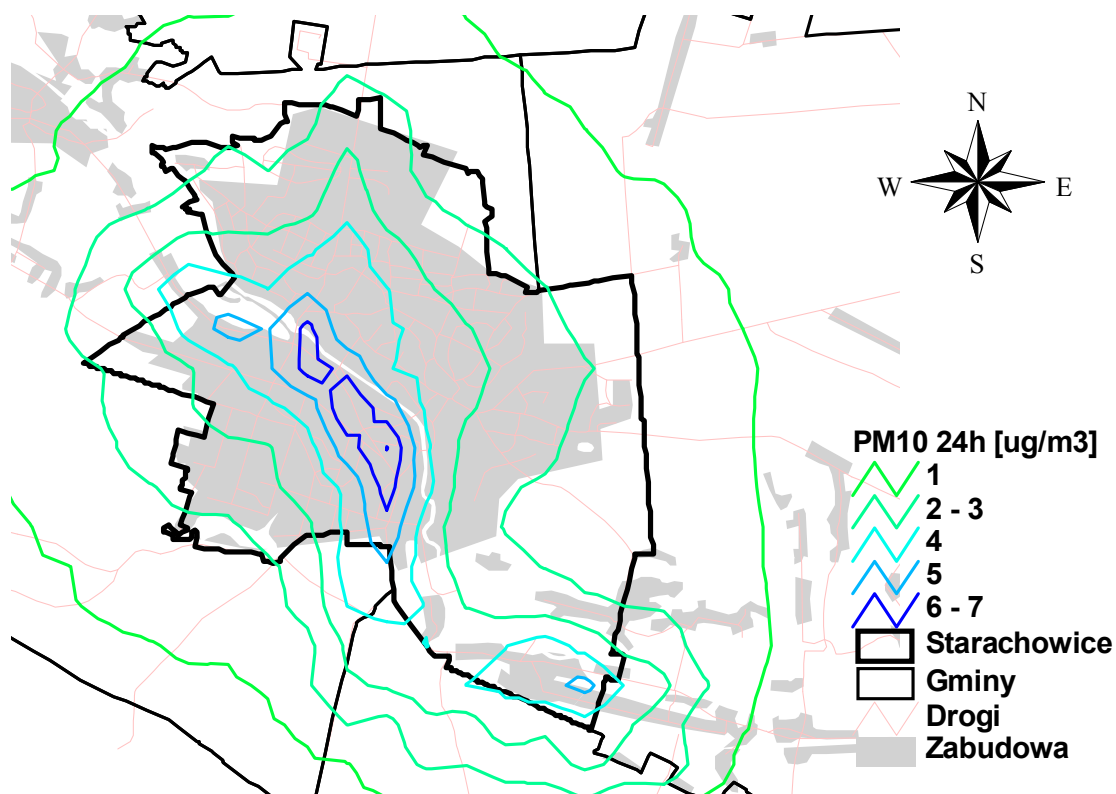 N
W E
S
PM10 24h [ug/m3]
1
2 - 3
4
5
6 - 7
Starachowice
Gminy
Drogi
Zabudowa